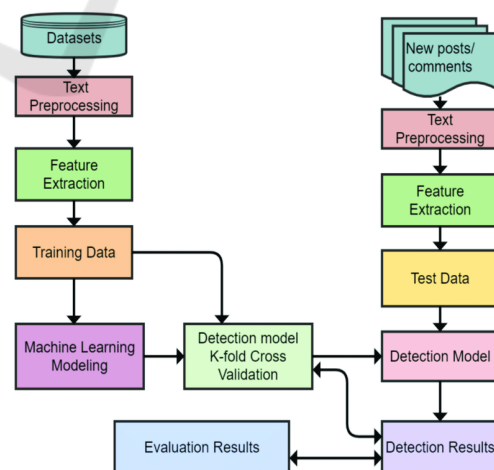 Datasets
Text
Preprocessing
Feature
Extraction
Training Data
Machine Learning
Modeling
Detection model
K-fold Cross
Validation
New posts/
comments
Text
Preprocessing
Feature
Extraction
Test Data
Detection Model
Detection Results
Evaluation Results